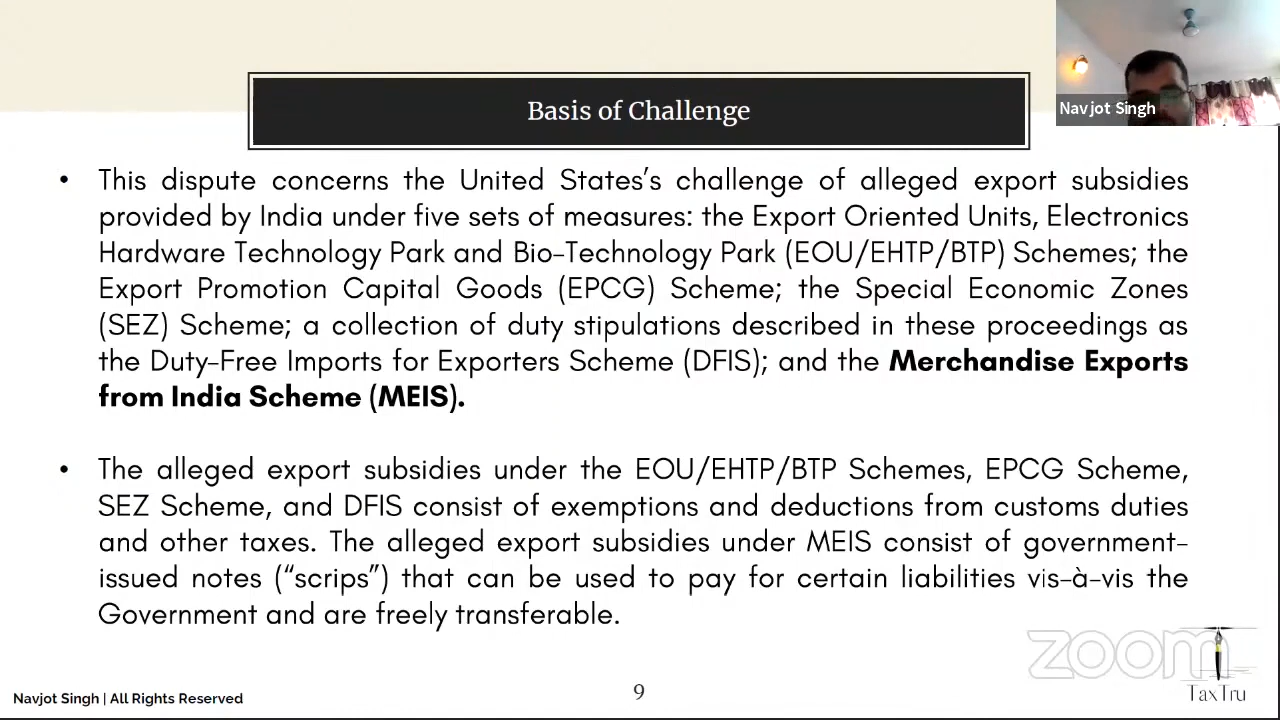 Basis of Challenge
Navjot Singh
• This dispute concerns the United States's challenge of alleged export subsidies
provided by India under five sets of measures: the Export Oriented Units, Electronics
Hardware Technology Park and Bio-Technology Park (EOU/EHTP/BTP) Schemes; the
Export Promotion Capital Goods (EPCG) Scheme; the Special Economic Zones
(SEZ) Scheme; a collection of duty stipulations described in these proceedings as
the Duty-Free Imports for Exporters Scheme (DFIS); and the Merchandise Exports
from India Scheme (MEIS).
• The alleged export subsidies under the EOU/EHTP/BTP Schemes, EPCG Scheme,
SEZ Scheme, and DFIS consist of exemptions and deductions from customs duties
and other taxes. The alleged export subsidies under MEIS consist of government-
issued notes (“scrips”) that can be used to pay for certain liabilities vis-à-vis the
Government and are freely transferable.
zoom
TaxTru
Navjot Singh | All Rights Reserved
9